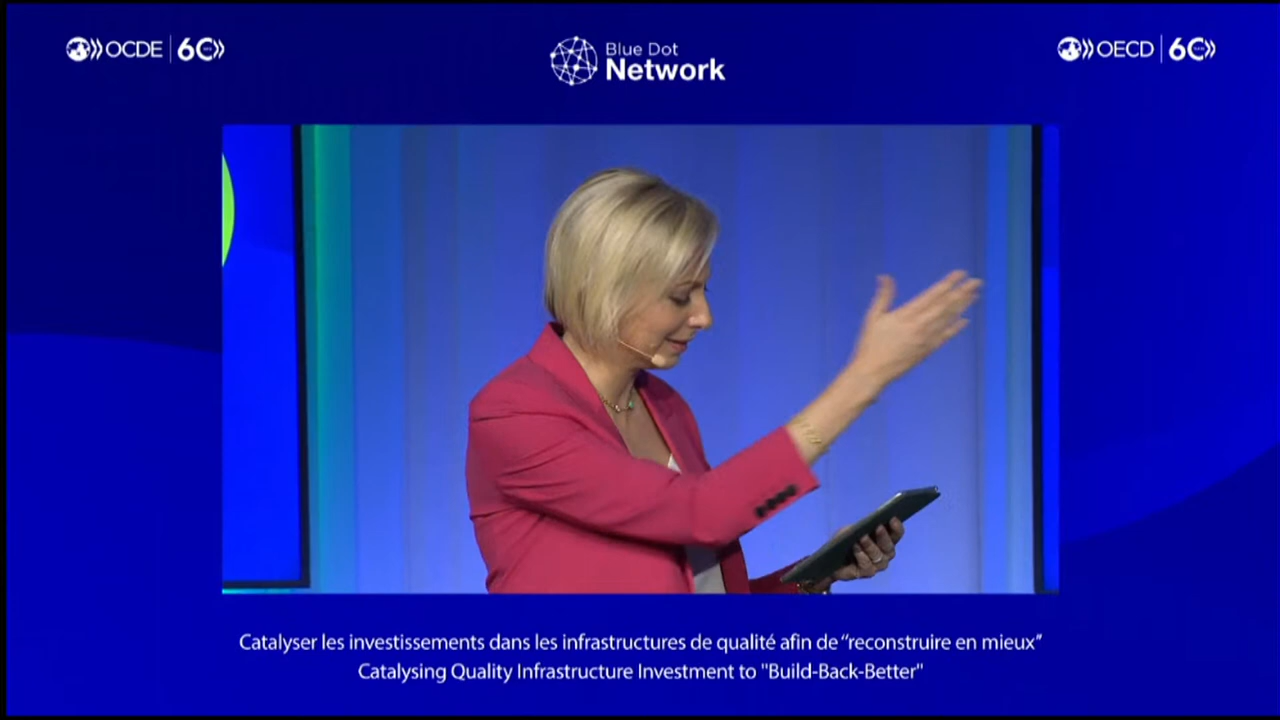 OCDE 60
Blue Dot
Network
OECD 60
Catalyser les investissements dans les infrastructures de qualité afin de “reconstruire en mieux”
Catalysing Quality Infrastructure Investment to "Build-Back-Better"